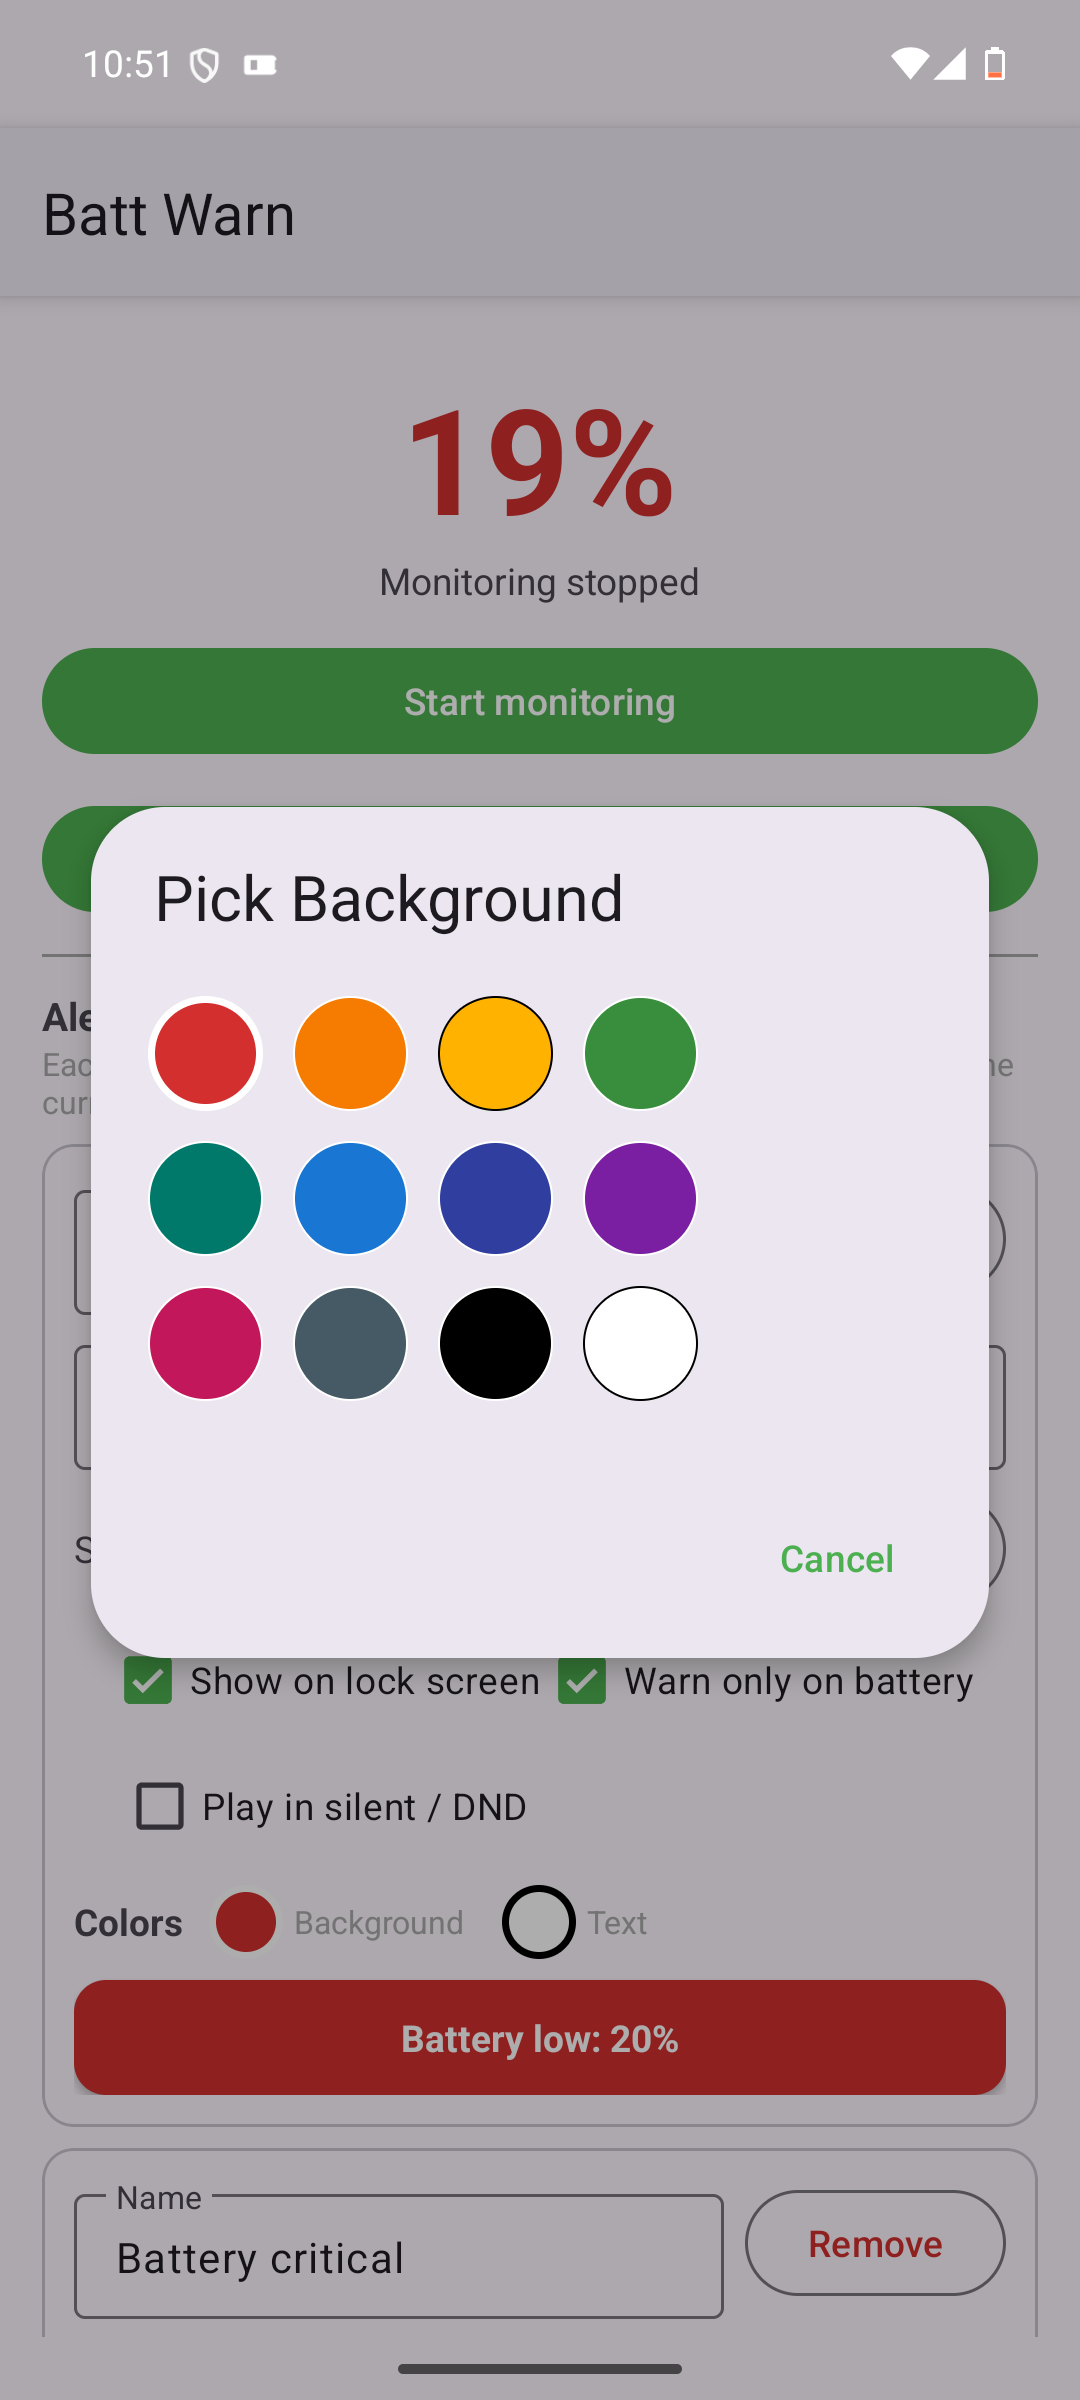 10:51
Batt Warn
19%
Monitoring stopped
Start monitoring
Pick Background
Cancel
Show on lock screen
Warn only on battery
Play in silent / DND
Colors
Background
Text
Battery low: 20%
Name
Battery critical
Remove